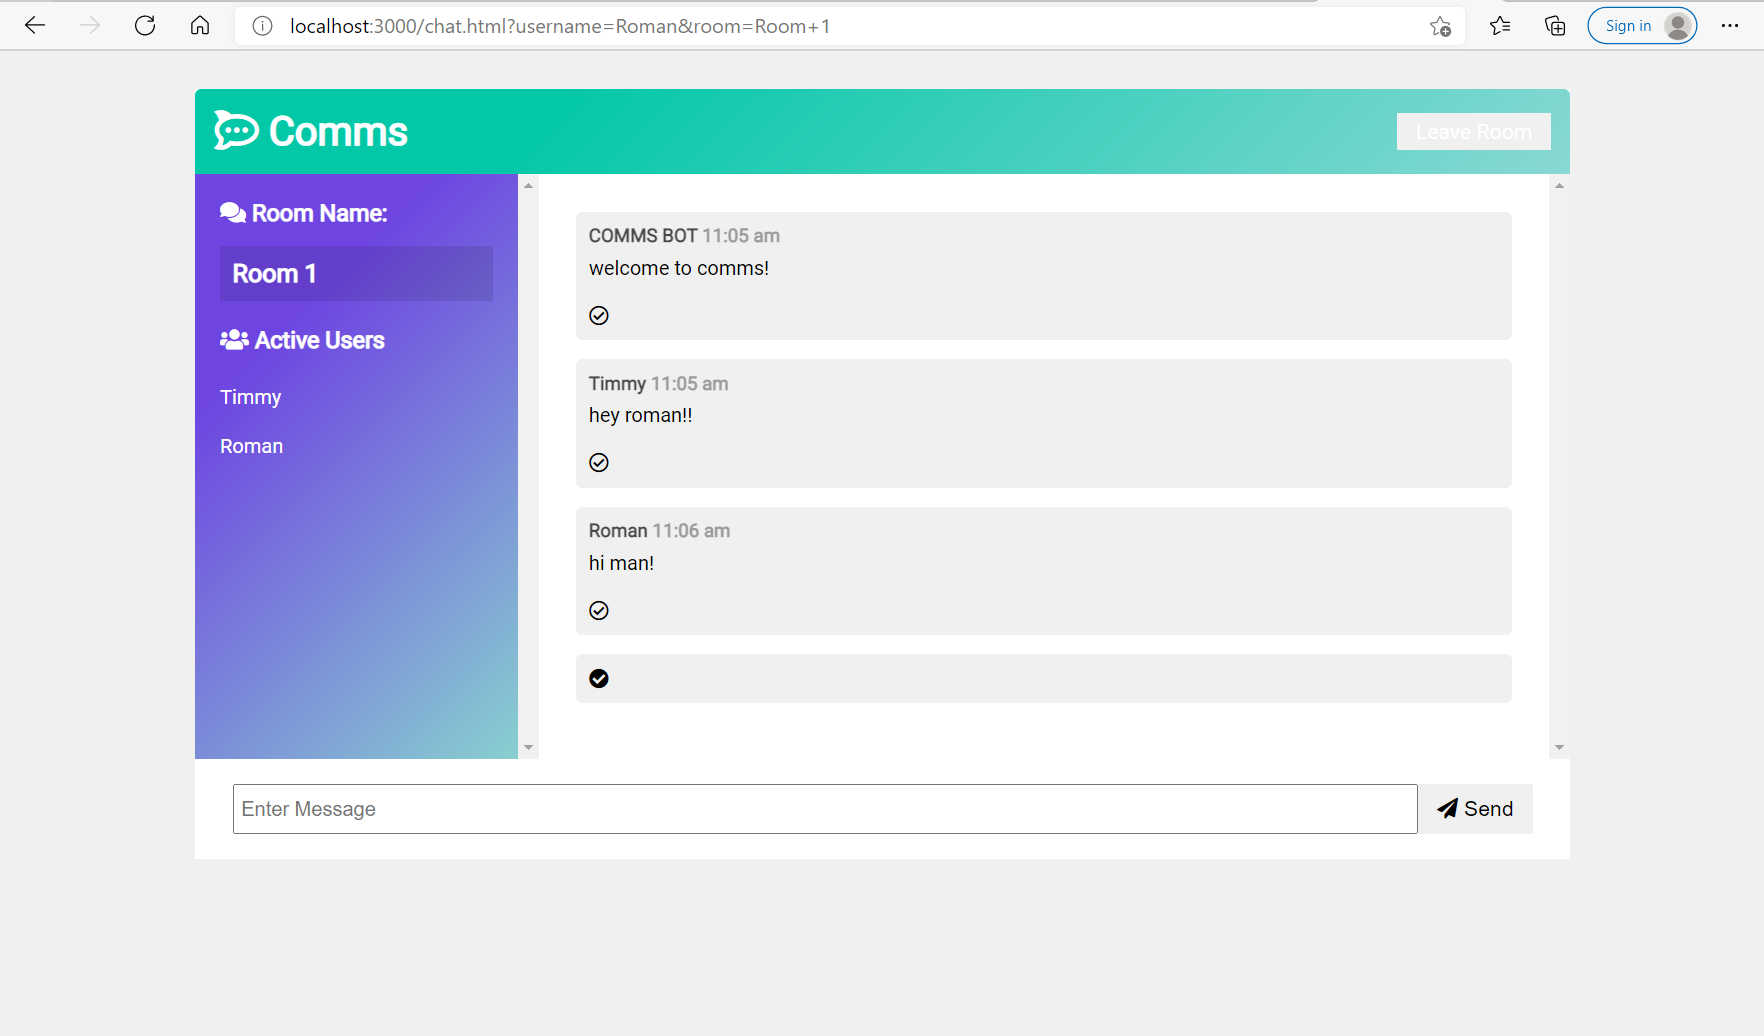 localhost:3000/chat.html?username=Roman&room=Room+1
Sign in
Comms
Leave Room
Room Name:
Room 1
Active Users
Timmy
Roman
COMMS BOT 11:05 am
welcome to comms!
Timmy 11:05 am
hey roman!!
Roman 11:06 am
hi man!
Enter Message
Send